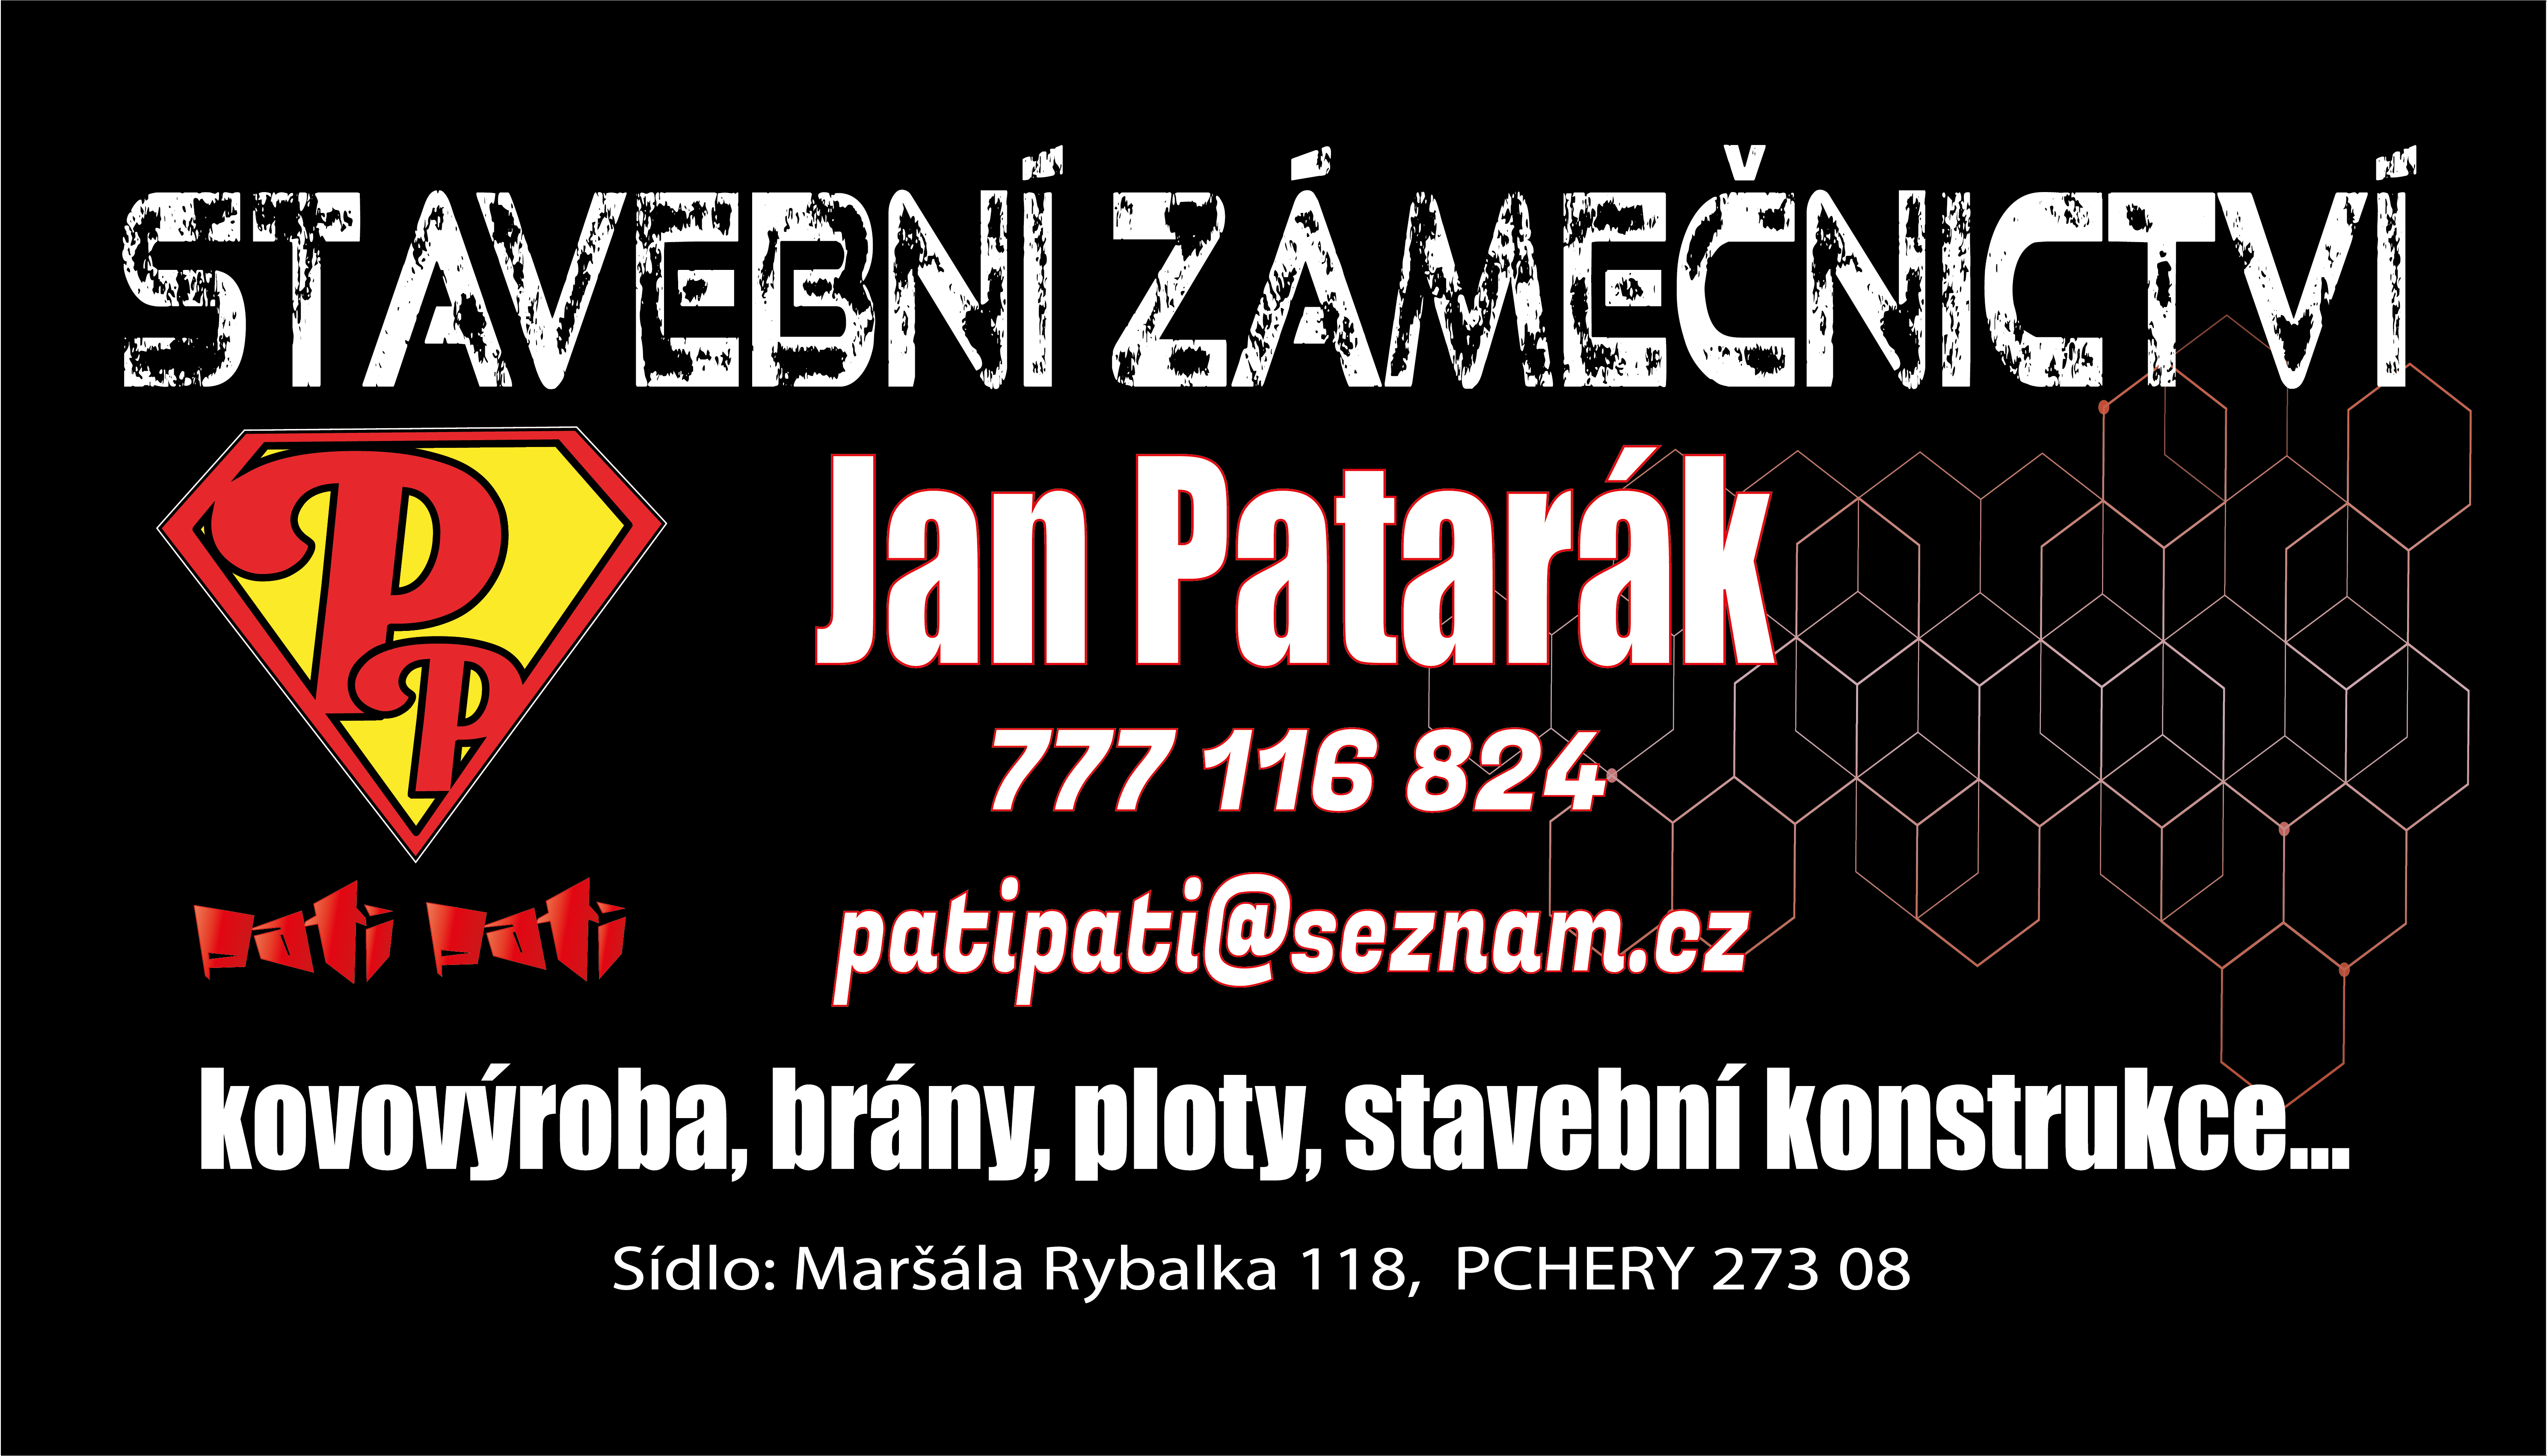 STAVEBNÍ ZÁMEČNICTVÍ
PP
Jan Patarák
777 116 824
pati pati
patipati@seznam.cz
kovovýroba, brány, ploty, stavební konstrukce...
Sídlo: Maršála Rybalka 118, PCHERY 273 08